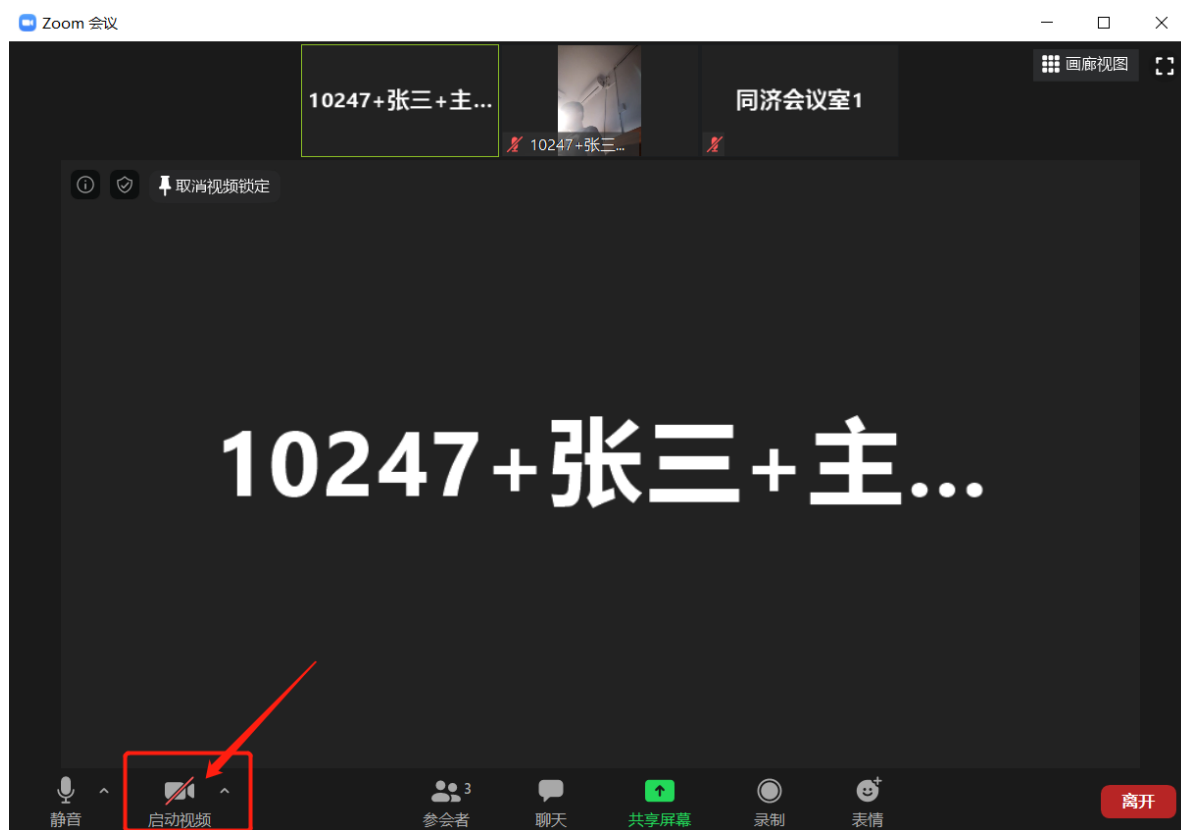 Zoom 会议
画廊视图
10247+张三+主...
10247+张三...
同济会议室1
取消视频锁定
10247+张三+主...
静音
启动视频
3
参会者
聊天
共享屏幕
录制
表情
离开